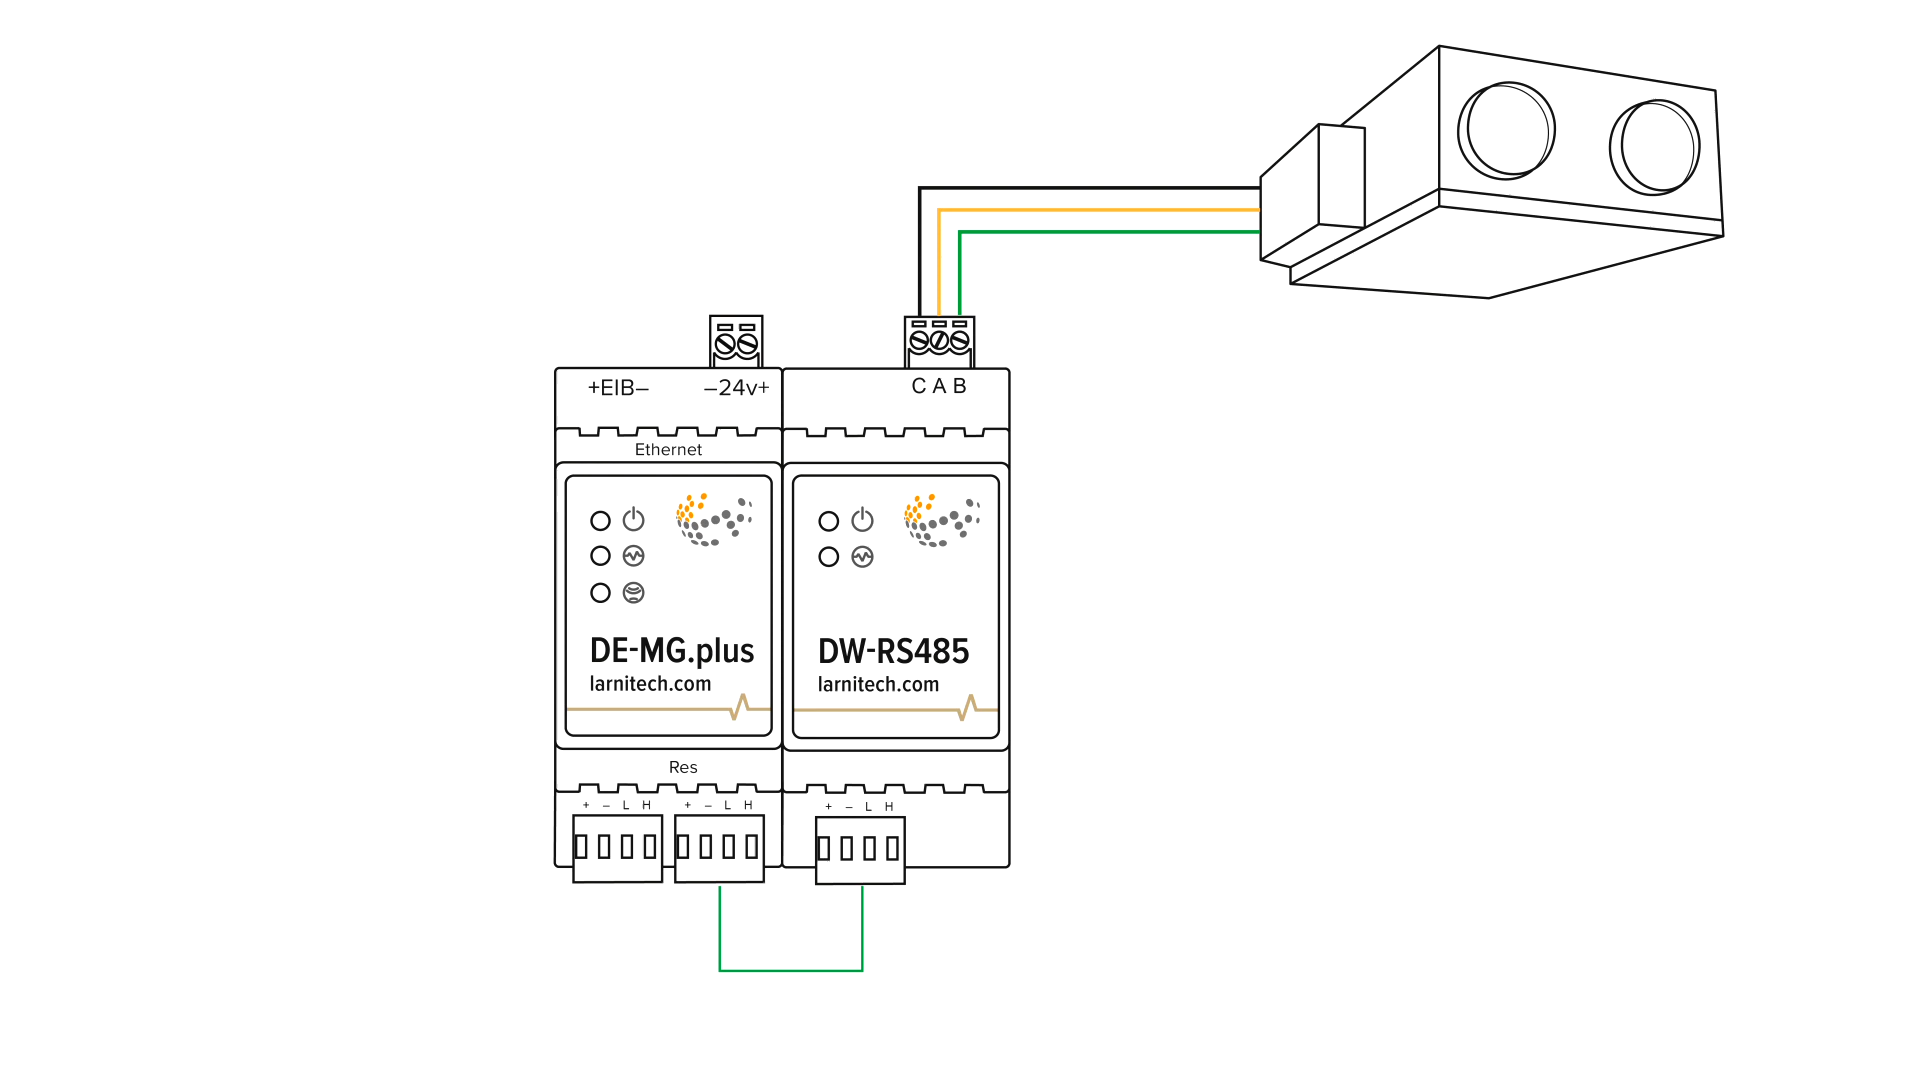 +EIB– –24v+
C A B
Ethernet
DE-MG.plus
larnitech.com
DW-RS485
larnitech.com
Res
+ – L H + – L H
+ – L H